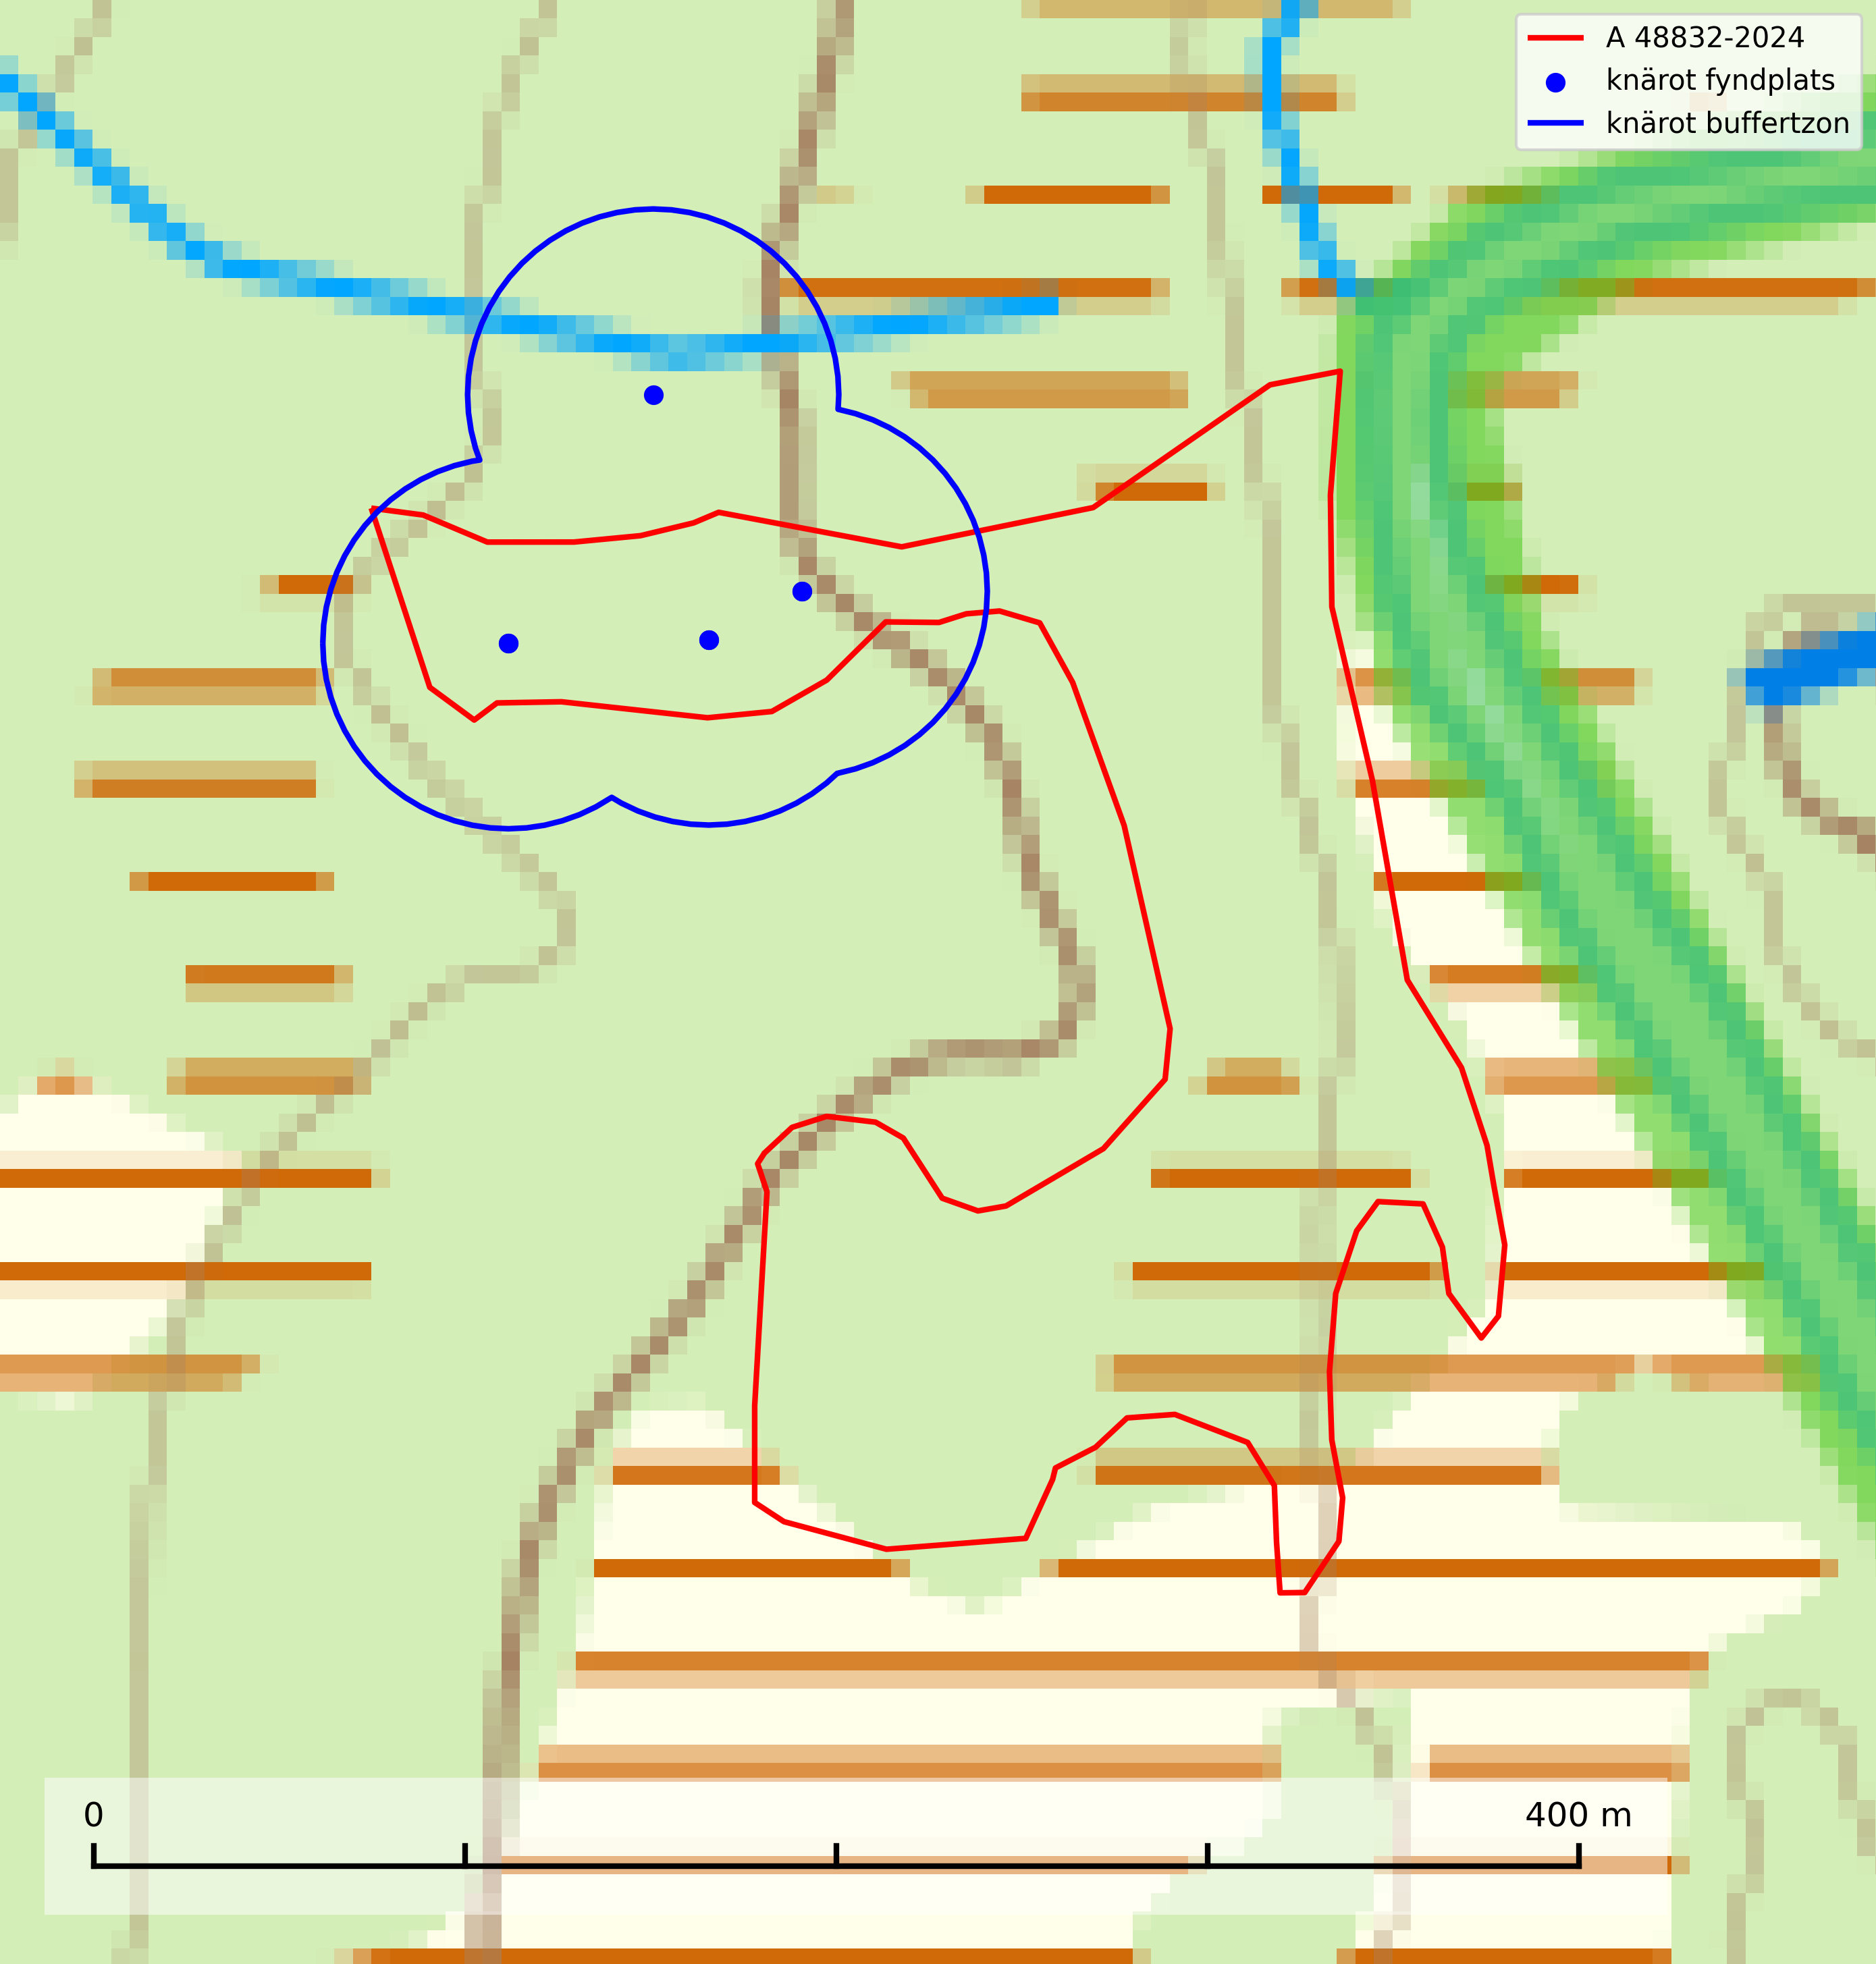 A 48832-2024
knärot fyndplats
knärot buffertzon
0
400 m